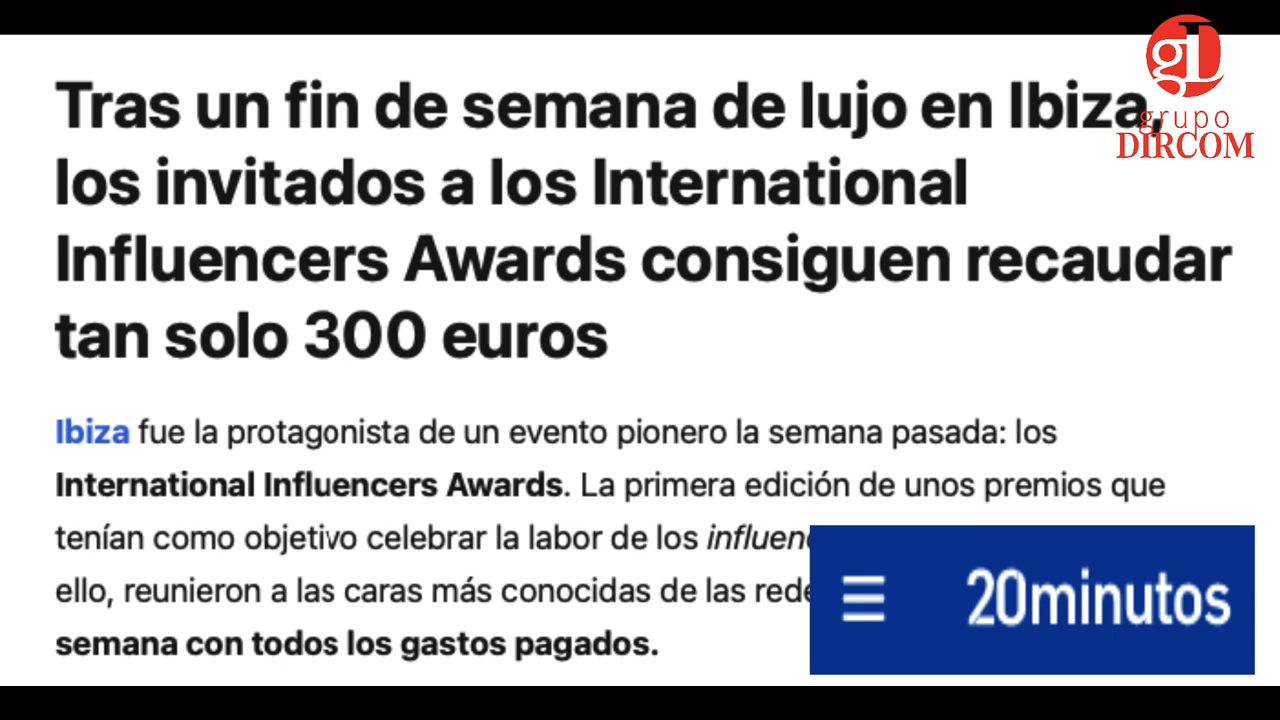 Tras un fin de semana de lujo en Ibiza,
los invitados a los International
Influencers Awards consiguen recaudar
tan solo 300 euros
Ibiza fue la protagonista de un evento pionero la semana pasada: los
International Influencers Awards. La primera edición de unos premios que
tenían como objetivo celebrar la labor de los
ello, reunieron a las caras más conocidas de las
semana con todos los gastos pagados.
gD
grupo
DIRCOM
20minutos